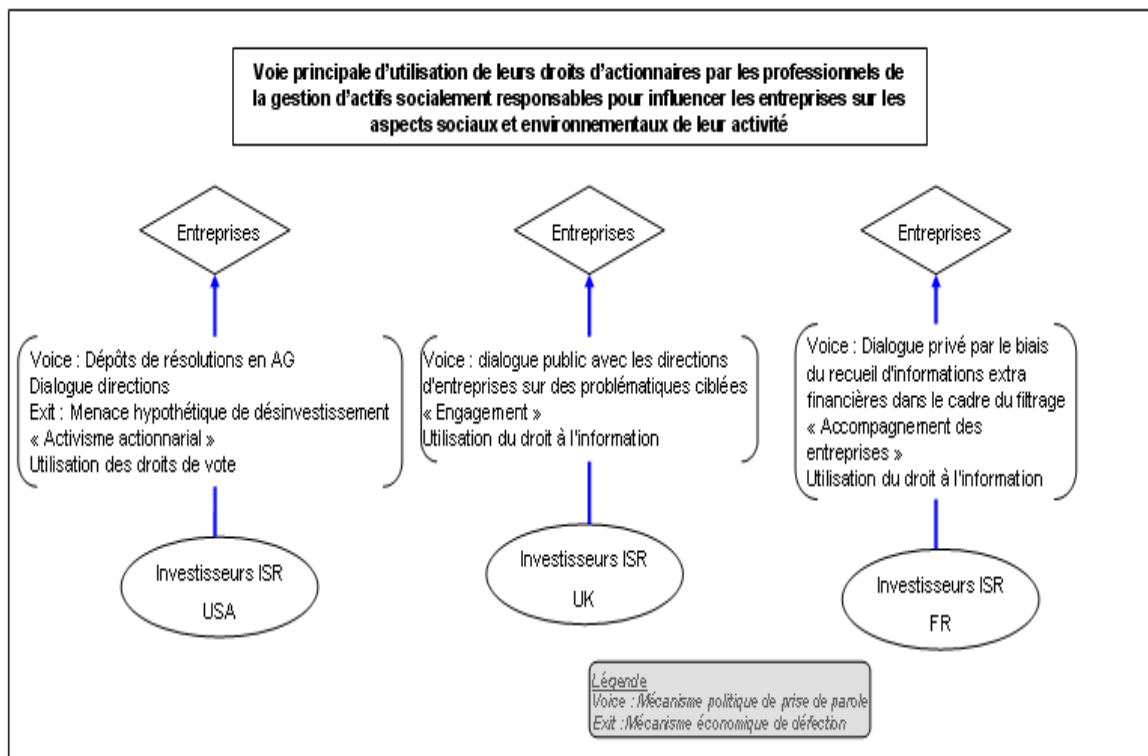 Voie principale d'utilisation de leurs droits d'actionnaires par les professionnels de
la gestion d'actifs socialement responsables pour influencer les entreprises sur les
aspects sociaux et environnementaux de leur activité
Entreprises
Entreprises
Entreprises
Voice : Dépôts de résolutions en AG
Dialogue directions
Exit : Menace hypothétique de désinvestissement
« Activisme actionnarial »
Utilisation des droits de vote
Voice : dialogue public avec les directions
d'entreprises sur des problématiques ciblées
« Engagement »
Utilisation du droit à l'information
Voice : Dialogue privé par le biais
du recueil d'informations extra
financières dans le cadre du filtrage
« Accompagnement des
entreprises »
Utilisation du droit à l'information
Investisseurs ISR
USA
Investisseurs ISR
UK
Investisseurs ISR
FR
Légende
Voice : Mécanisme politique de prise de parole
Exit : Mécanisme économique de défection